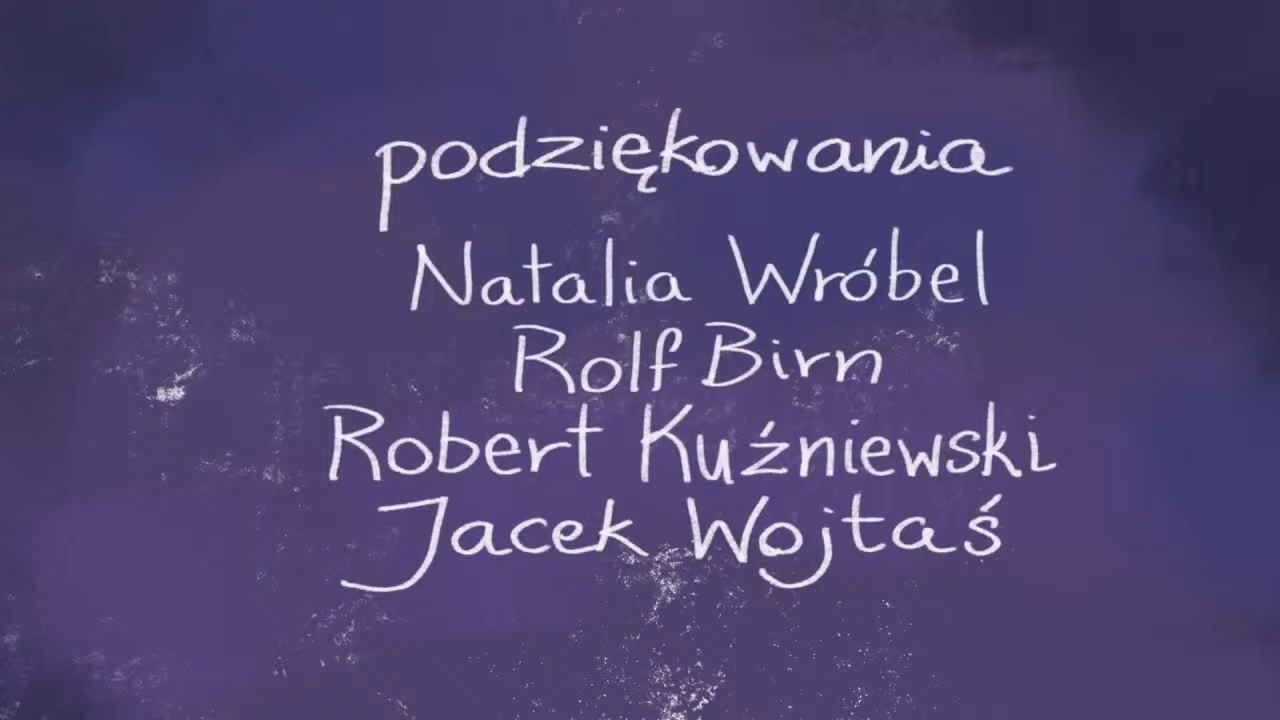 podziękowania
Natalia Wróbel
Rolf Birn
Robert Kuźniewski
Jacek Wojtaś